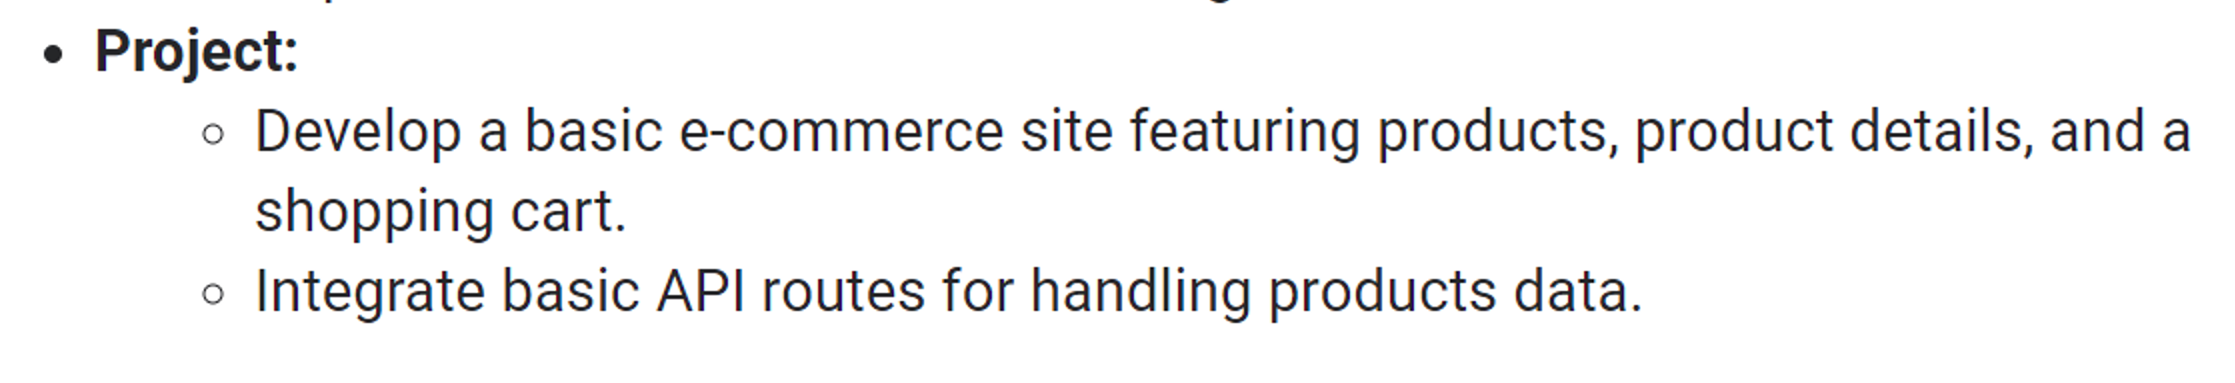 • Project:
○ Develop a basic e-commerce site featuring products, product details, and a
shopping cart.
○ Integrate basic API routes for handling products data.